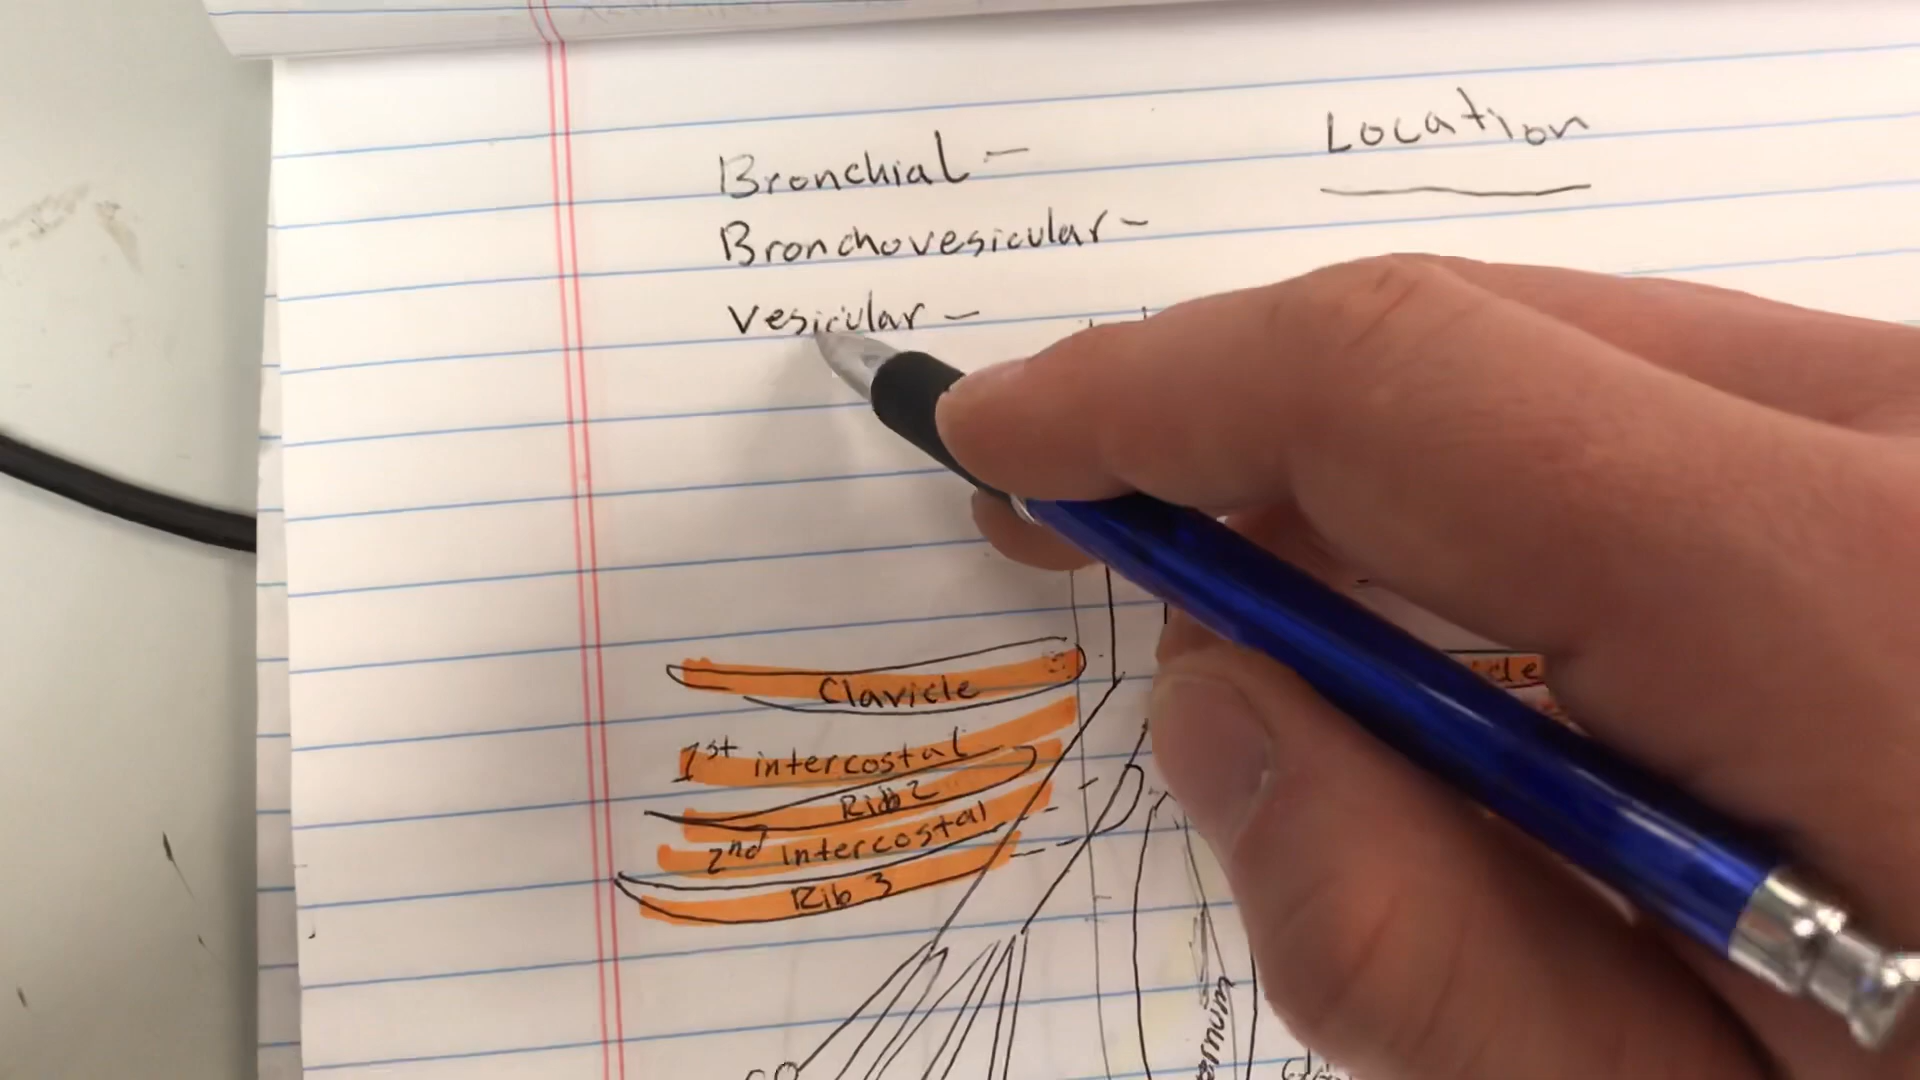 Bronchial -
Location
Bronchovesicular -
Vesicular -
Clavicle
1st intercostal
Rib 2
2nd intercostal
Rib 3